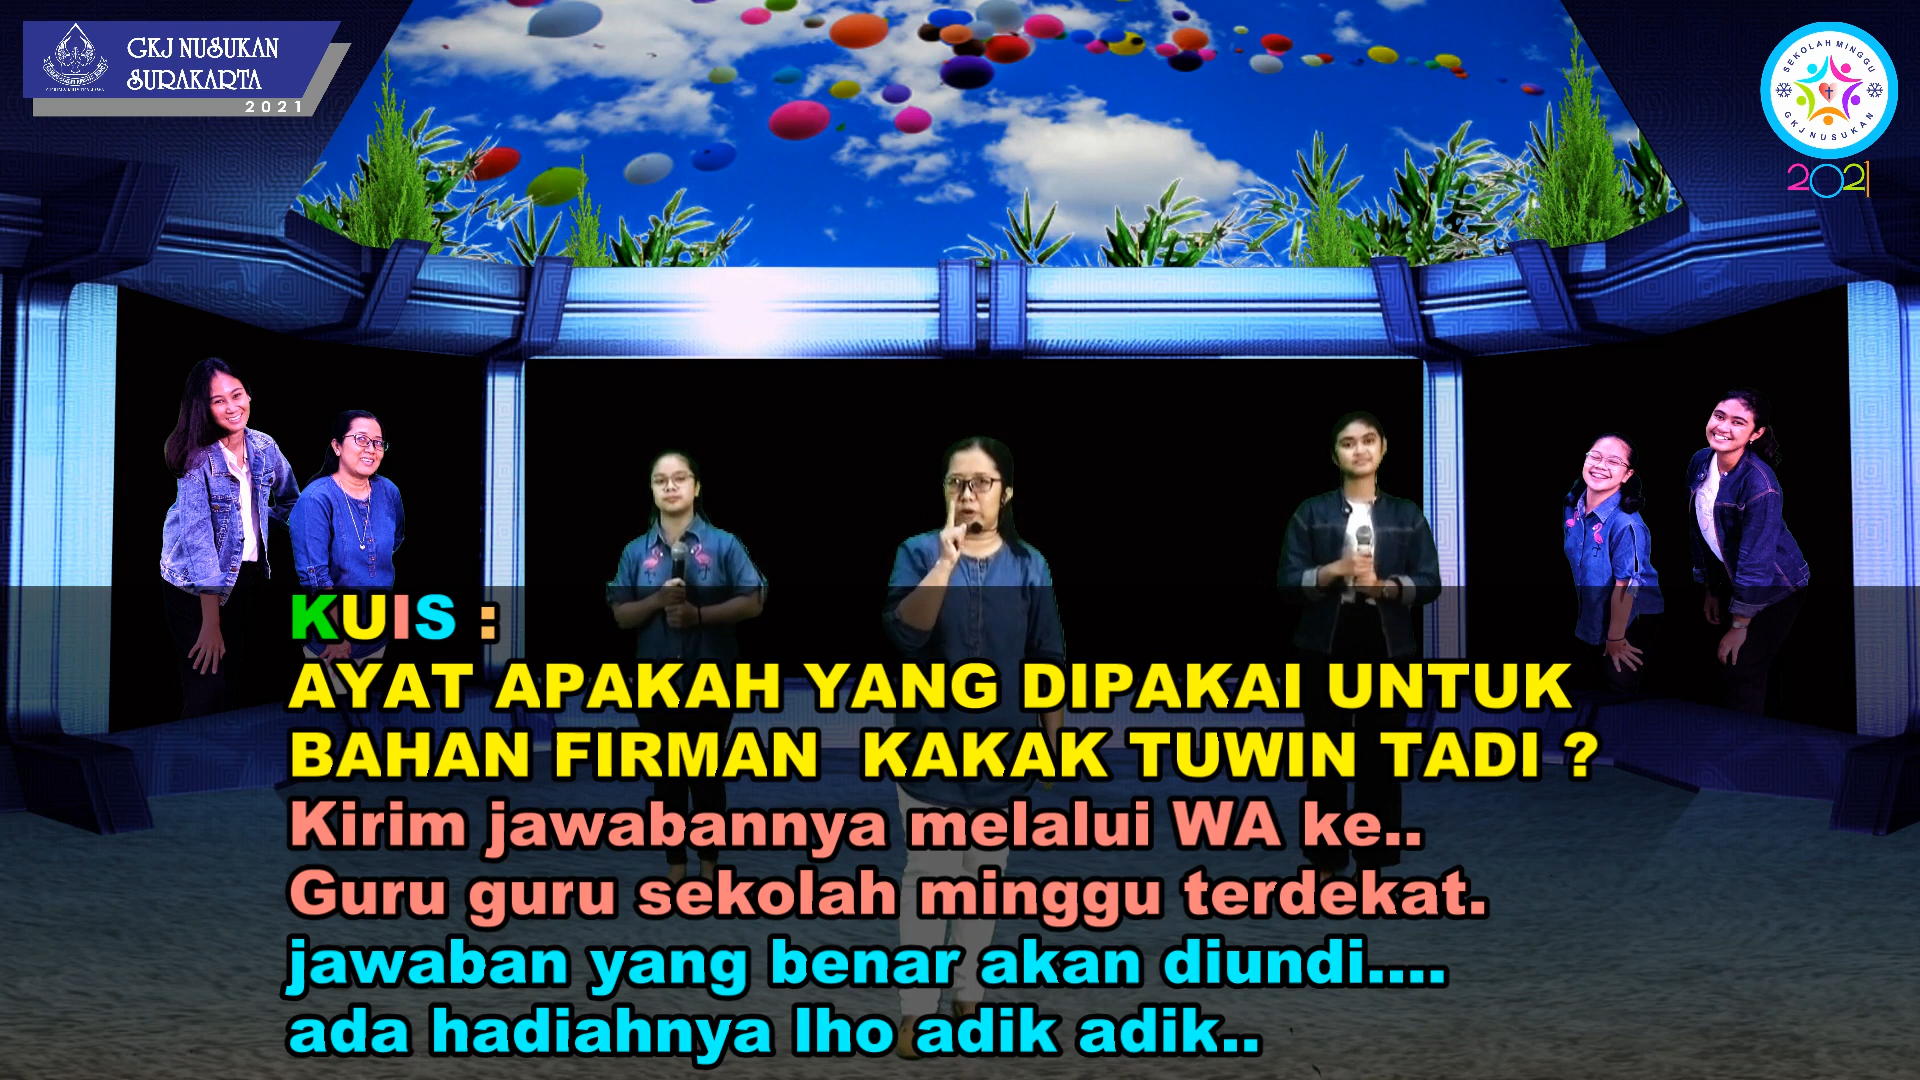 GKJ NUSUKAN
SURAKARTA
2021
SEKOLAH MINGGU
GKJ NUSUKAN
2021
KUIS :
AYAT APAKAH YANG DIPAKAI UNTUK
BAHAN FIRMAN KAKAK TUWIN TADI ?
Kirim jawabannya melalui WA ke..
Guru guru sekolah minggu terdekat.
jawaban yang benar akan diundi....
ada hadiahnya lho adik adik..